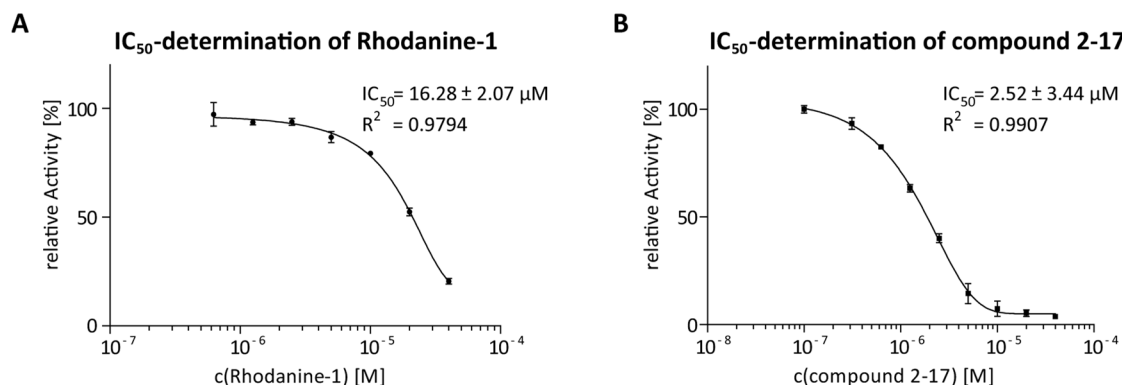 A
IC₅₀-determination of Rhodanine-1
IC₅₀= 16.28 ± 2.07 µM
R² = 0.9794
relative Activity [%]
100
50
0
10⁻⁷
10⁻⁶
10⁻⁵
10⁻⁴
c(Rhodanine-1) [M]
B
IC₅₀-determination of compound 2-17
IC₅₀= 2.52 ± 3.44 µM
R² = 0.9907
relative Activity [%]
100
50
0
10⁻⁸
10⁻⁷
10⁻⁶
10⁻⁵
10⁻⁴
c(compound 2-17) [M]